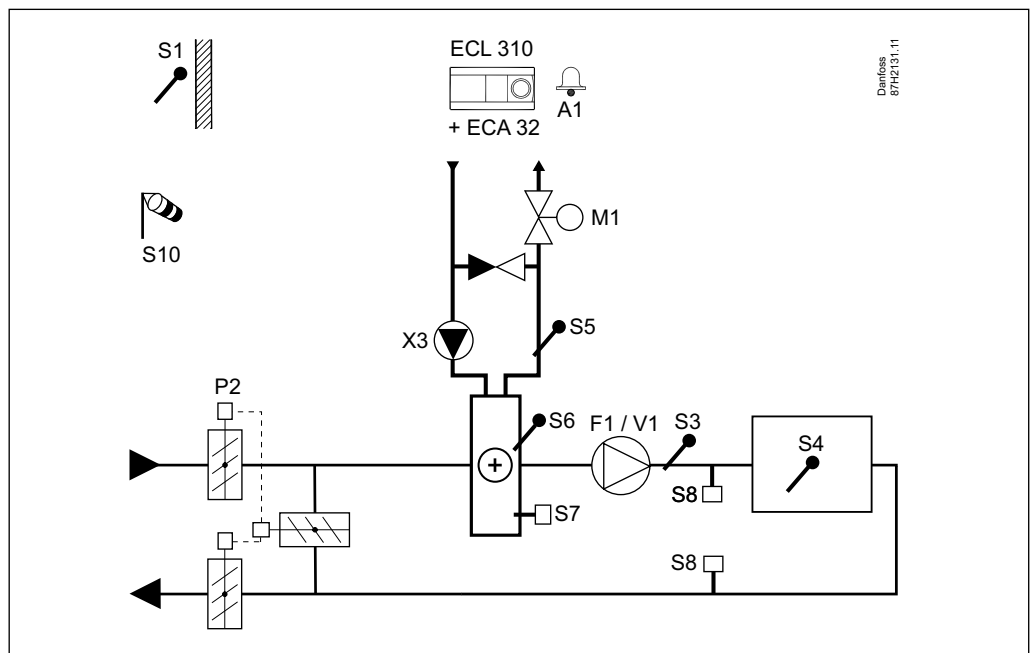 S1
ECL 310
A1
+ ECA 32
Danfoss
87H2131.11
S10
M1
X3
S5
P2
S6
F1 / V1
S3
S4
S8
S7
S8